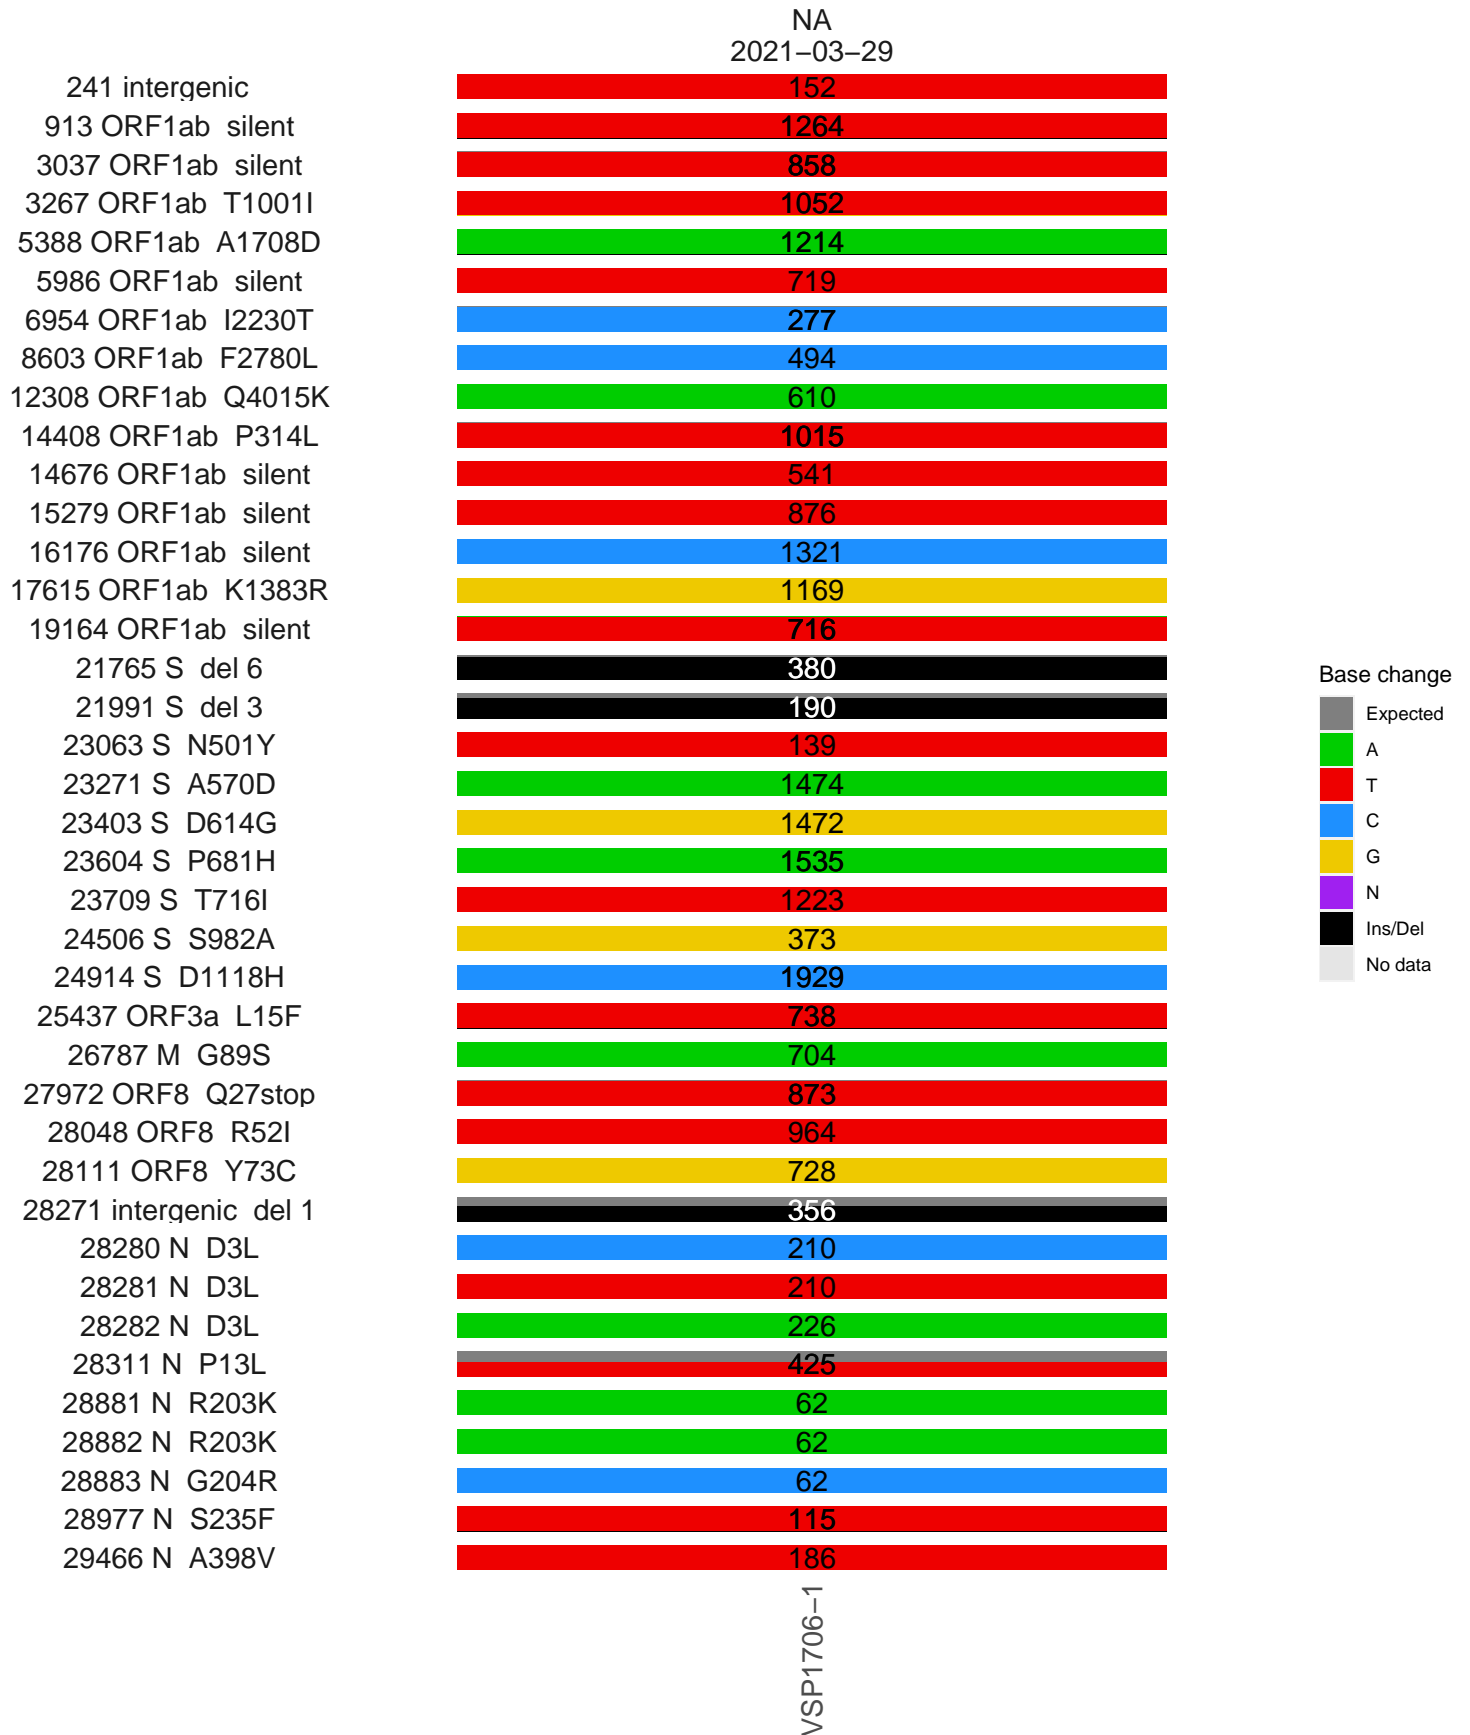 NA
2021−03−29
241 intergenic 152
913 ORF1ab silent 1264
3037 ORF1ab silent 858
3267 ORF1ab T1001I 1052
5388 ORF1ab A1708D 1214
5986 ORF1ab silent 719
6954 ORF1ab I2230T 277
8603 ORF1ab F2780L 494
12308 ORF1ab Q4015K 610
14408 ORF1ab P314L 1015
14676 ORF1ab silent 541
15279 ORF1ab silent 876
16176 ORF1ab silent 1321
17615 ORF1ab K1383R 1169
19164 ORF1ab silent 716
21765 S del 6 380
21991 S del 3 190
23063 S N501Y 139
23271 S A570D 1474
23403 S D614G 1472
23604 S P681H 1535
23709 S T716I 1223
24506 S S982A 373
24914 S D1118H 1929
25437 ORF3a L15F 738
26787 M G89S 704
27972 ORF8 Q27stop 873
28048 ORF8 R52I 964
28111 ORF8 Y73C 728
28271 intergenic del 1 356
28280 N D3L 210
28281 N D3L 210
28282 N D3L 226
28311 N P13L 425
28881 N R203K 62
28882 N R203K 62
28883 N G204R 62
28977 N S235F 115
29466 N A398V 186
VSP1706−1
Base change
Expected
A
T
C
G
N
Ins/Del
No data